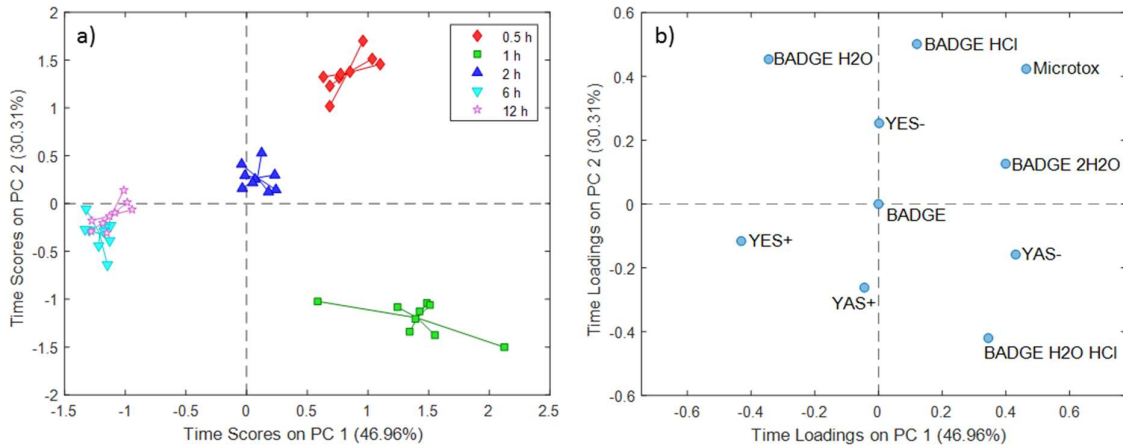 a)
0.5 h
1 h
2 h
6 h
12 h
2
1.5
1
0.5
0
-0.5
-1
-1.5
-2
-1.5
-1
-0.5
0
0.5
1
1.5
2
2.5
Time Scores on PC 2 (30.31%)
Time Scores on PC 1 (46.96%)
b)
BADGE HCl
BADGE H2O
Microtox
YES-
BADGE 2H2O
BADGE
YES+
YAS-
YAS+
BADGE H2O HCl
0.6
0.4
0.2
0
-0.2
-0.4
-0.6
-0.6
-0.4
-0.2
0
0.2
0.4
0.6
Time Loadings on PC 2 (30.31%)
Time Loadings on PC 1 (46.96%)